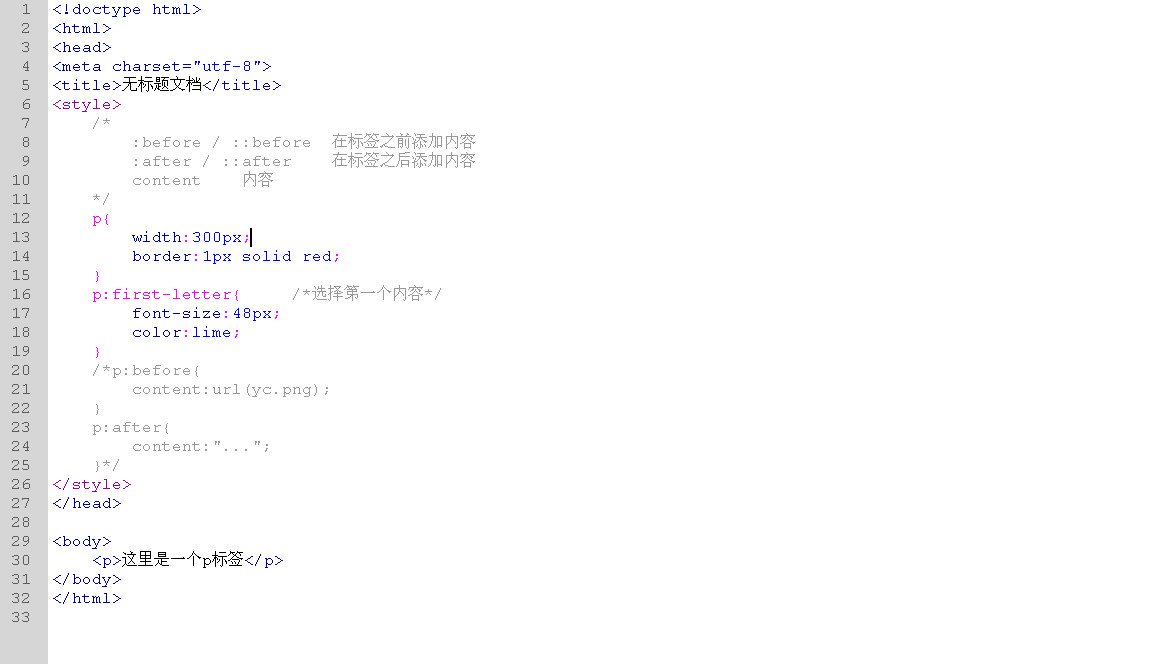 1 <!doctype html>
2 <html>
3 <head>
4 <meta charset="utf-8">
5 <title>无标题文档</title>
6 <style>
7     /*
8         :before / ::before  在标签之前添加内容
9         :after / ::after    在标签之后添加内容
10         content    内容
11     */
12     p{
13         width:300px;
14         border:1px solid red;
15     }
16     p:first-letter{     /*选择第一个内容*/
17         font-size:48px;
18         color:lime;
19     }
20     /*p:before{
21         content:url(yc.png);
22     }
23     p:after{
24         content:"...";
25     }*/
26 </style>
27 </head>
28
29 <body>
30     <p>这里是一个p标签</p>
31 </body>
32 </html>
33